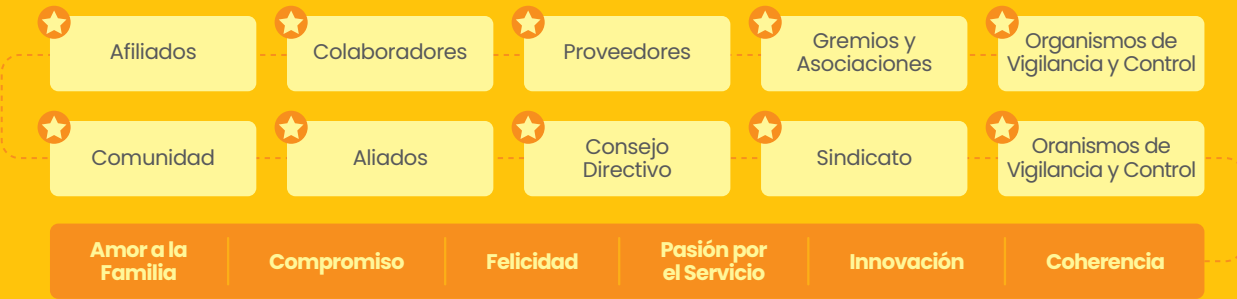 Afiliados
Colaboradores
Proveedores
Gremios y
Asociaciones
Organismos de
Vigilancia y Control
Comunidad
Aliados
Consejo
Directivo
Sindicato
Oranismos de
Vigilancia y Control
Amor a la
Familia
Compromiso
Felicidad
Pasión por
el Servicio
Innovación
Coherencia